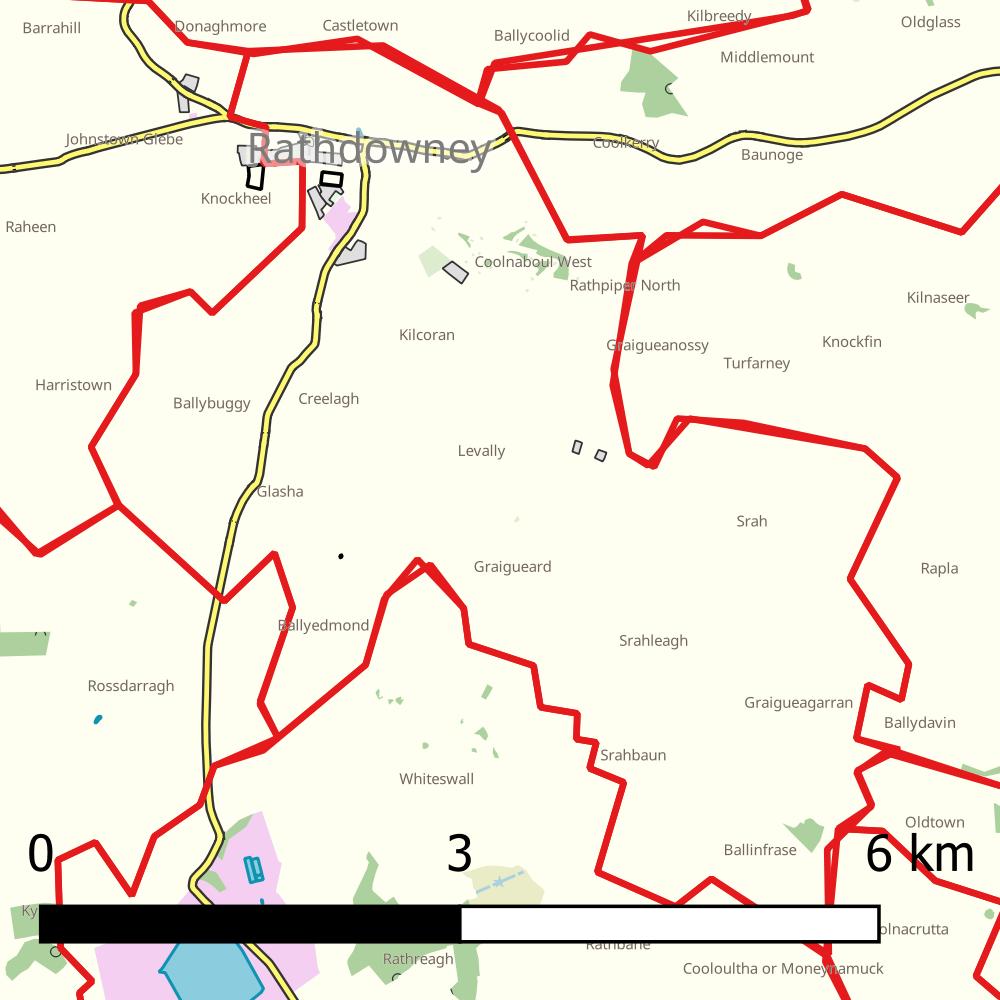 Barrahill
Donaghmore
Castletown
Kilbreedy
Oldglass
Ballycoolid
Middlemount
Johnstown Glebe
Rathdowney
Coolkerry
Baunoge
Knockheel
Raheen
Coolnaboul West
Rathpiper North
Kilnaseer
Kilcoran
Graigueanossy
Knockfin
Turfarney
Harristown
Ballybuggy
Creelagh
Levally
Glasha
Srah
Graigueard
Rapla
Ballyedmond
Srahleagh
Rossdarragh
Graigueagarran
Ballydavin
Srahbaun
Whiteswall
Oldtown
Ballinfrase
0
3
6 km
Ky
olnacrutta
Rathbane
Rathreagh
Cooloultha or Moneynamuck